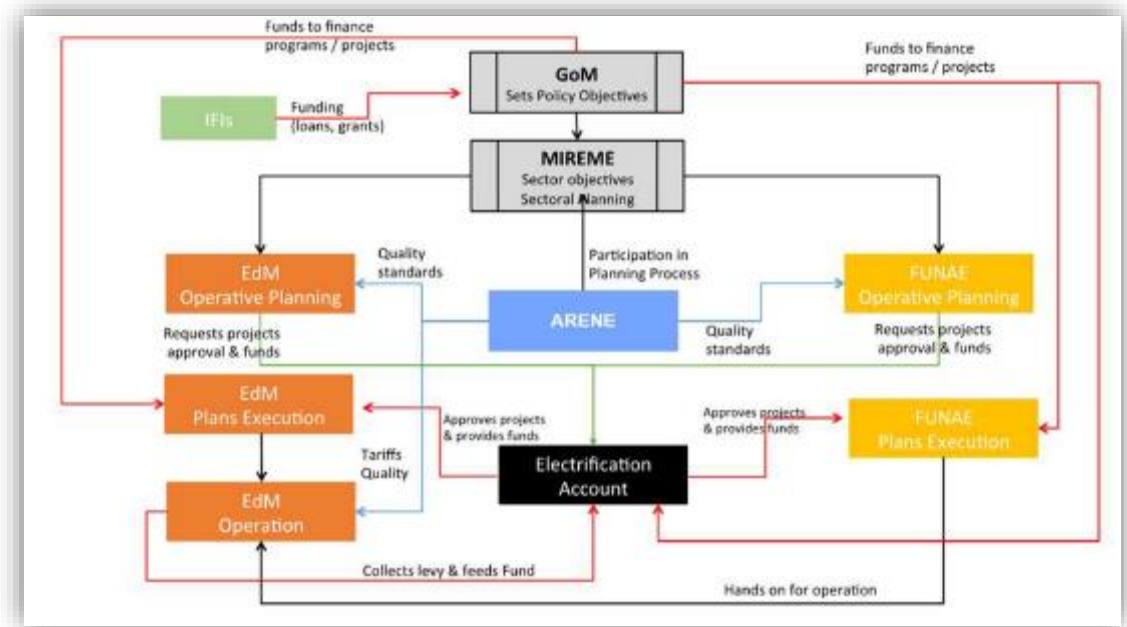 Funds to finance
programs / projects
Funds to finance
programs / projects
GoM
Sets Policy Objectives
IFIs
Funding
(loans, grants)
MIREME
Sector objectives
Sectoral Planning
Quality
standards
Participation in
Planning Process
EdM
Operative Planning
FUNAE
Operative Planning
ARENE
Requests projects
approval & funds
Quality
standards
Requests projects
approval & funds
EdM
Plans Execution
Approves projects
& provides funds
Approves projects
& provides funds
FUNAE
Plans Execution
Tariffs
Quality
Electrification
Account
EdM
Operation
Collects levy & feeds Fund
Hands on for operation